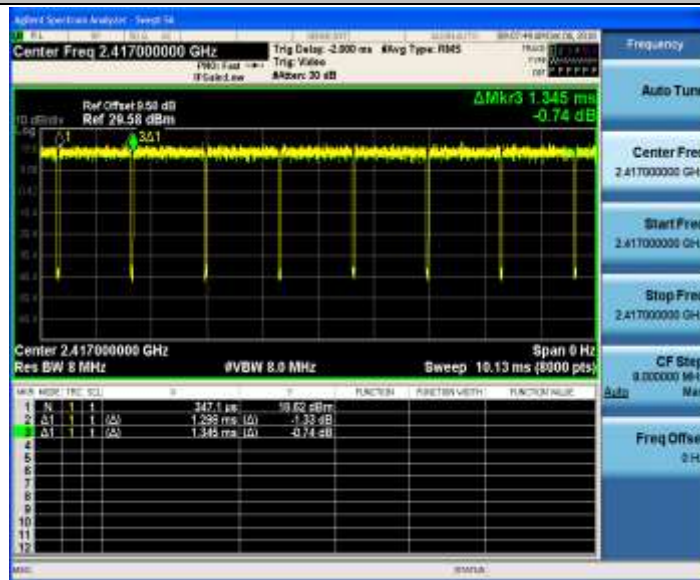 Agilent Spectrum Analyzer - Swept SA
Center Freq 2.417000000 GHz
PNO: Fast
IFGain:Low
Trig Delay: -2.000 ms
Trig: Video
#Atten: 30 dB
#Avg Type: RMS
Frequency
Auto Tune
Ref Offset 9.58 dB
Ref 29.58 dBm
10 dB/div
Log
ΔMkr3 1.345 ms
-0.74 dB
3Δ1
Center Freq
2.417000000 GHz
Start Freq
2.417000000 GHz
Stop Freq
2.417000000 GHz
Center 2.417000000 GHz
Span 0 Hz
Res BW 8 MHz
#VBW 8.0 MHz
Sweep 10.13 ms (8000 pts)
CF Step
8.000000 MHz
Auto Man
MKR MODE TRC SCL X Y FUNCTION FUNCTION WIDTH FUNCTION VALUE
1 N 1 t 347.1 µs 18.62 dBm
2 Δ1 1 t (Δ) 1.296 ms (Δ) -1.33 dB
3 Δ1 1 t (Δ) 1.345 ms (Δ) -0.74 dB
4
5
6
7
8
9
10
11
12
Freq Offset
0 Hz
MSG
STATUS